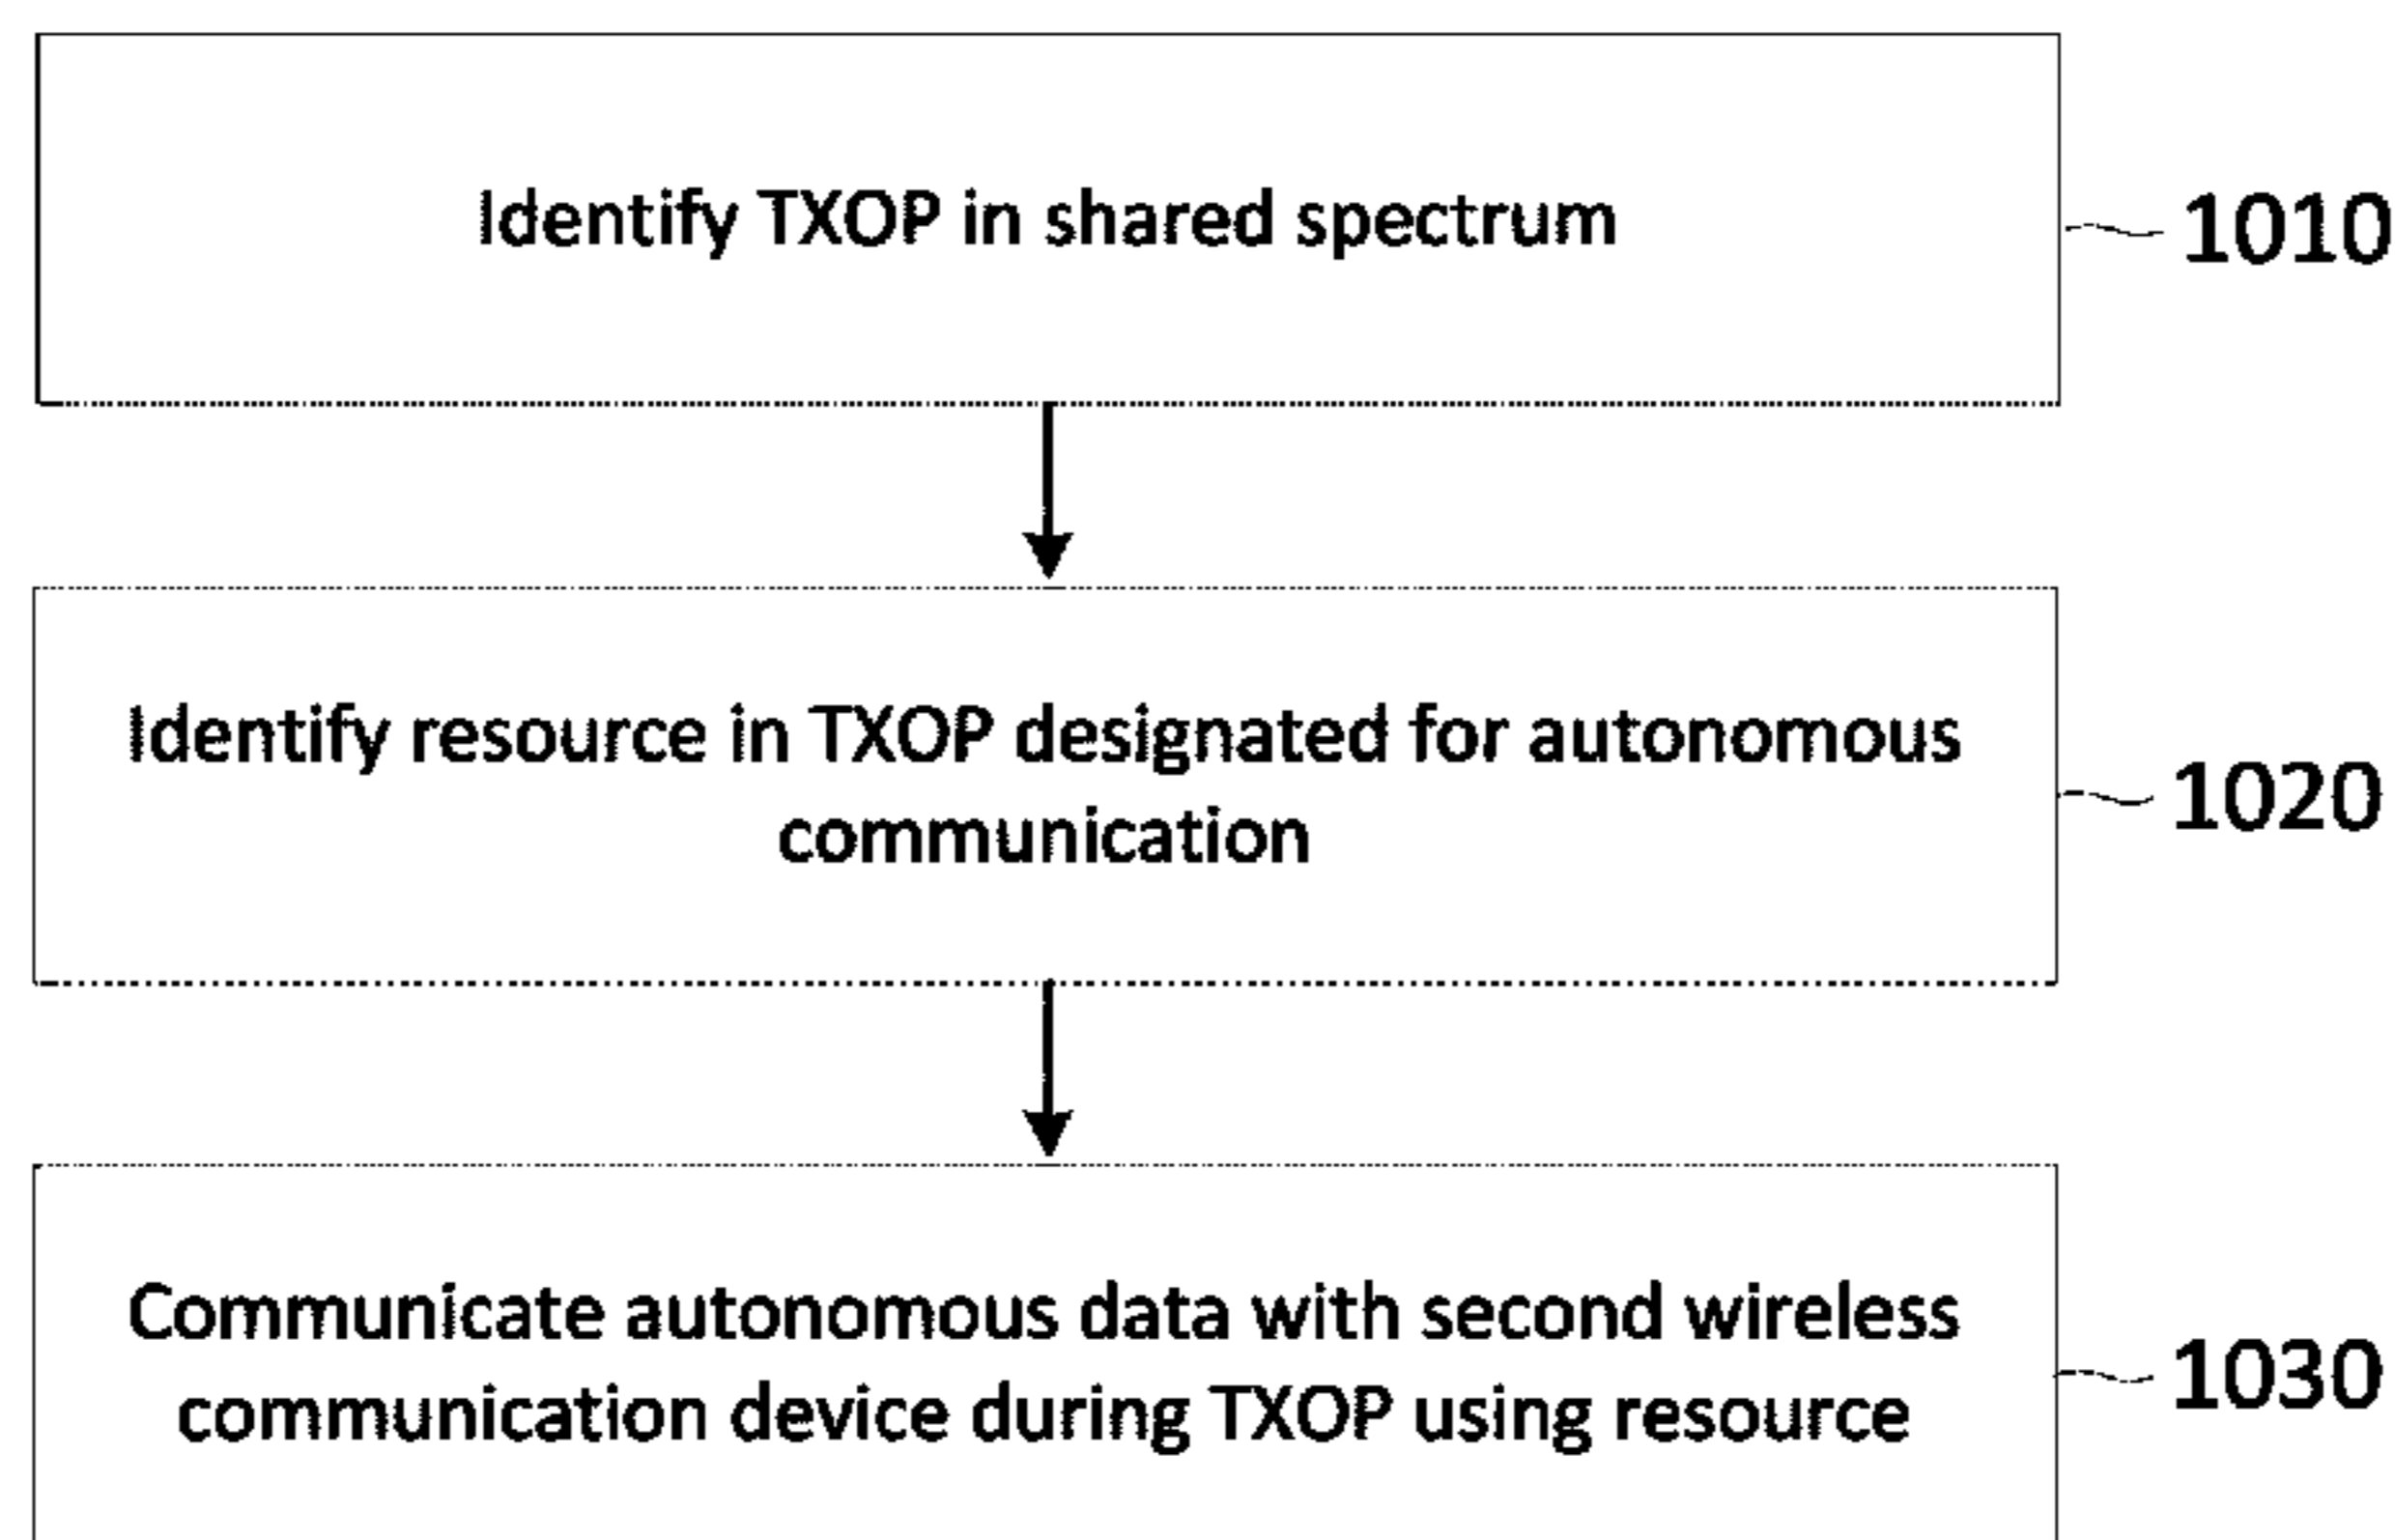 Identify TXOP in shared spectrum
1010
Identify resource in TXOP designated for autonomous
communication
1020
Communicate autonomous data with second wireless
communication device during TXOP using resource
1030